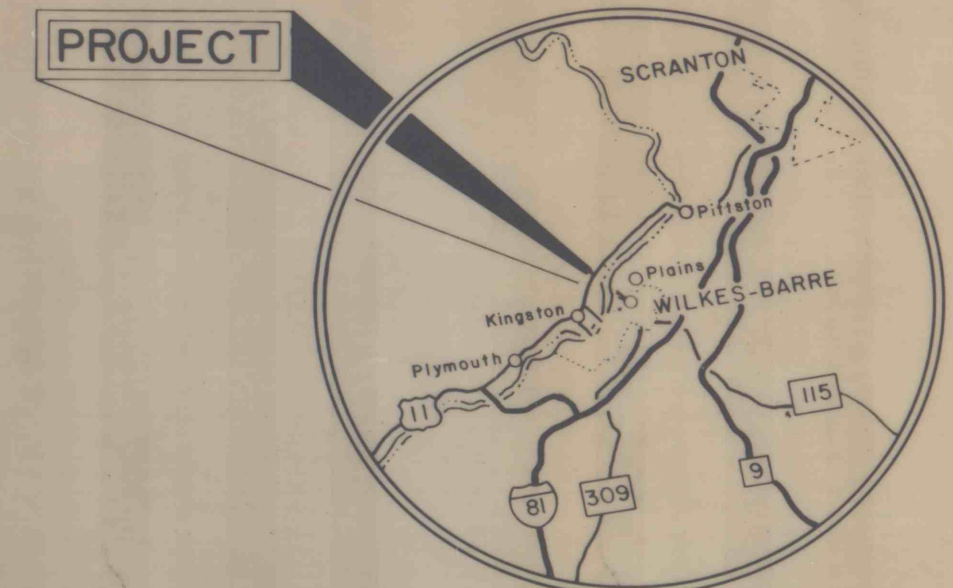 PROJECT
SCRANTON
Pittston
Plains
WILKES-BARRE
Kingston
Plymouth
11
115
9
309
81